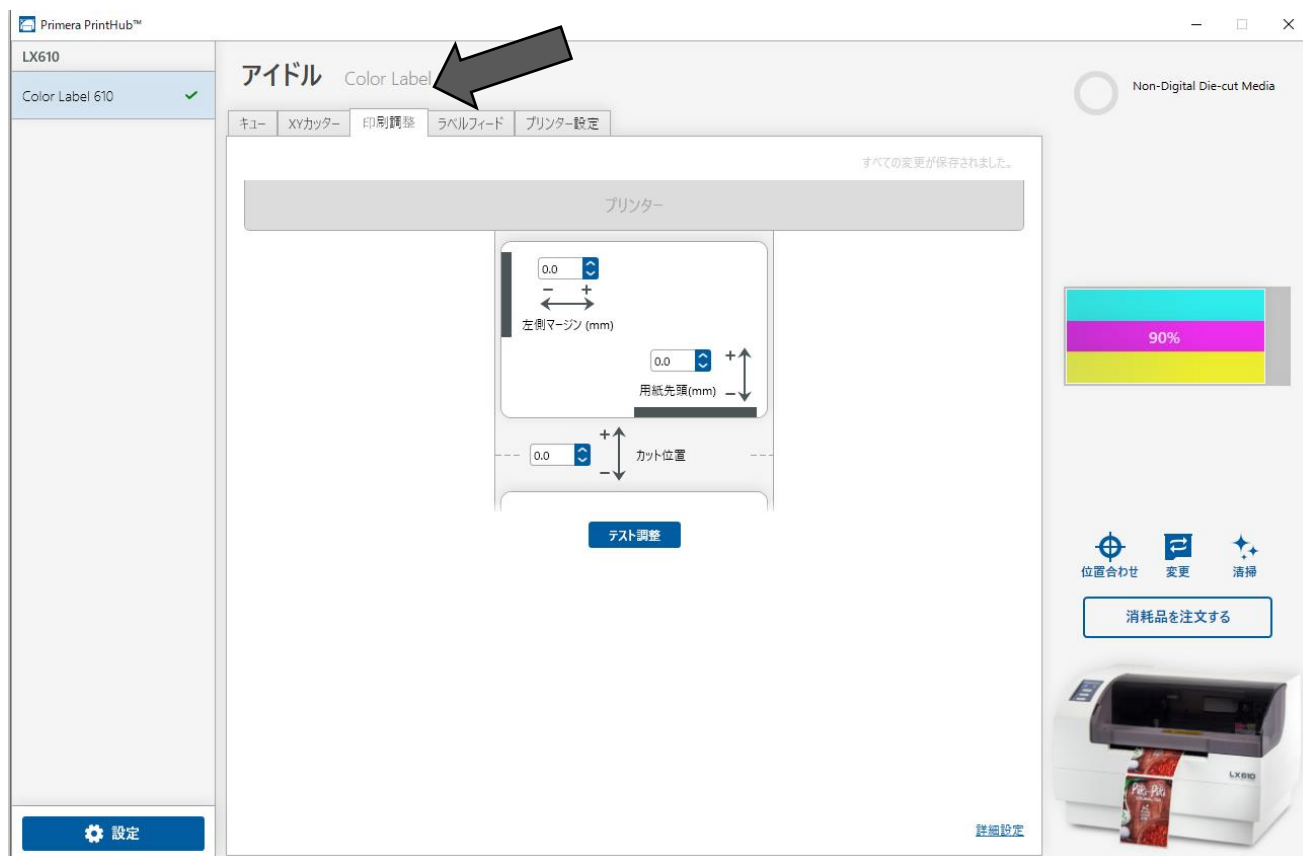 Primera PrintHub™
LX610
Color Label 610
アイドル Color Label
Non-Digital Die-cut Media
キュー XYカッター 印刷調整 ラベルフィード プリンター設定
すべての変更が保存されました。
プリンター
0.0
− +
左側マージン (mm)
0.0 +
用紙先頭(mm) −
90%
+
0.0 カット位置
−
テスト調整
位置合わせ 変更 清掃
消耗品を注文する
LX610
Piri-Piri
設定
詳細設定